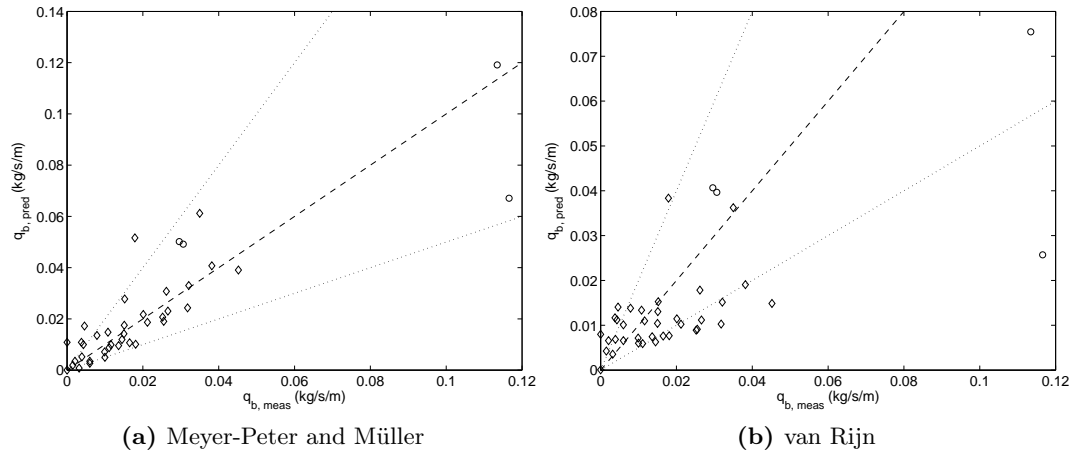 0.14
0.12
0.1
0.08
0.06
0.04
0.02
0
q_b, pred (kg/s/m)
0 0.02 0.04 0.06 0.08 0.1 0.12
q_b, meas (kg/s/m)
(a) Meyer-Peter and Müller
0.08
0.07
0.06
0.05
0.04
0.03
0.02
0.01
0
q_b, pred (kg/s/m)
0 0.02 0.04 0.06 0.08 0.1 0.12
q_b, meas (kg/s/m)
(b) van Rijn